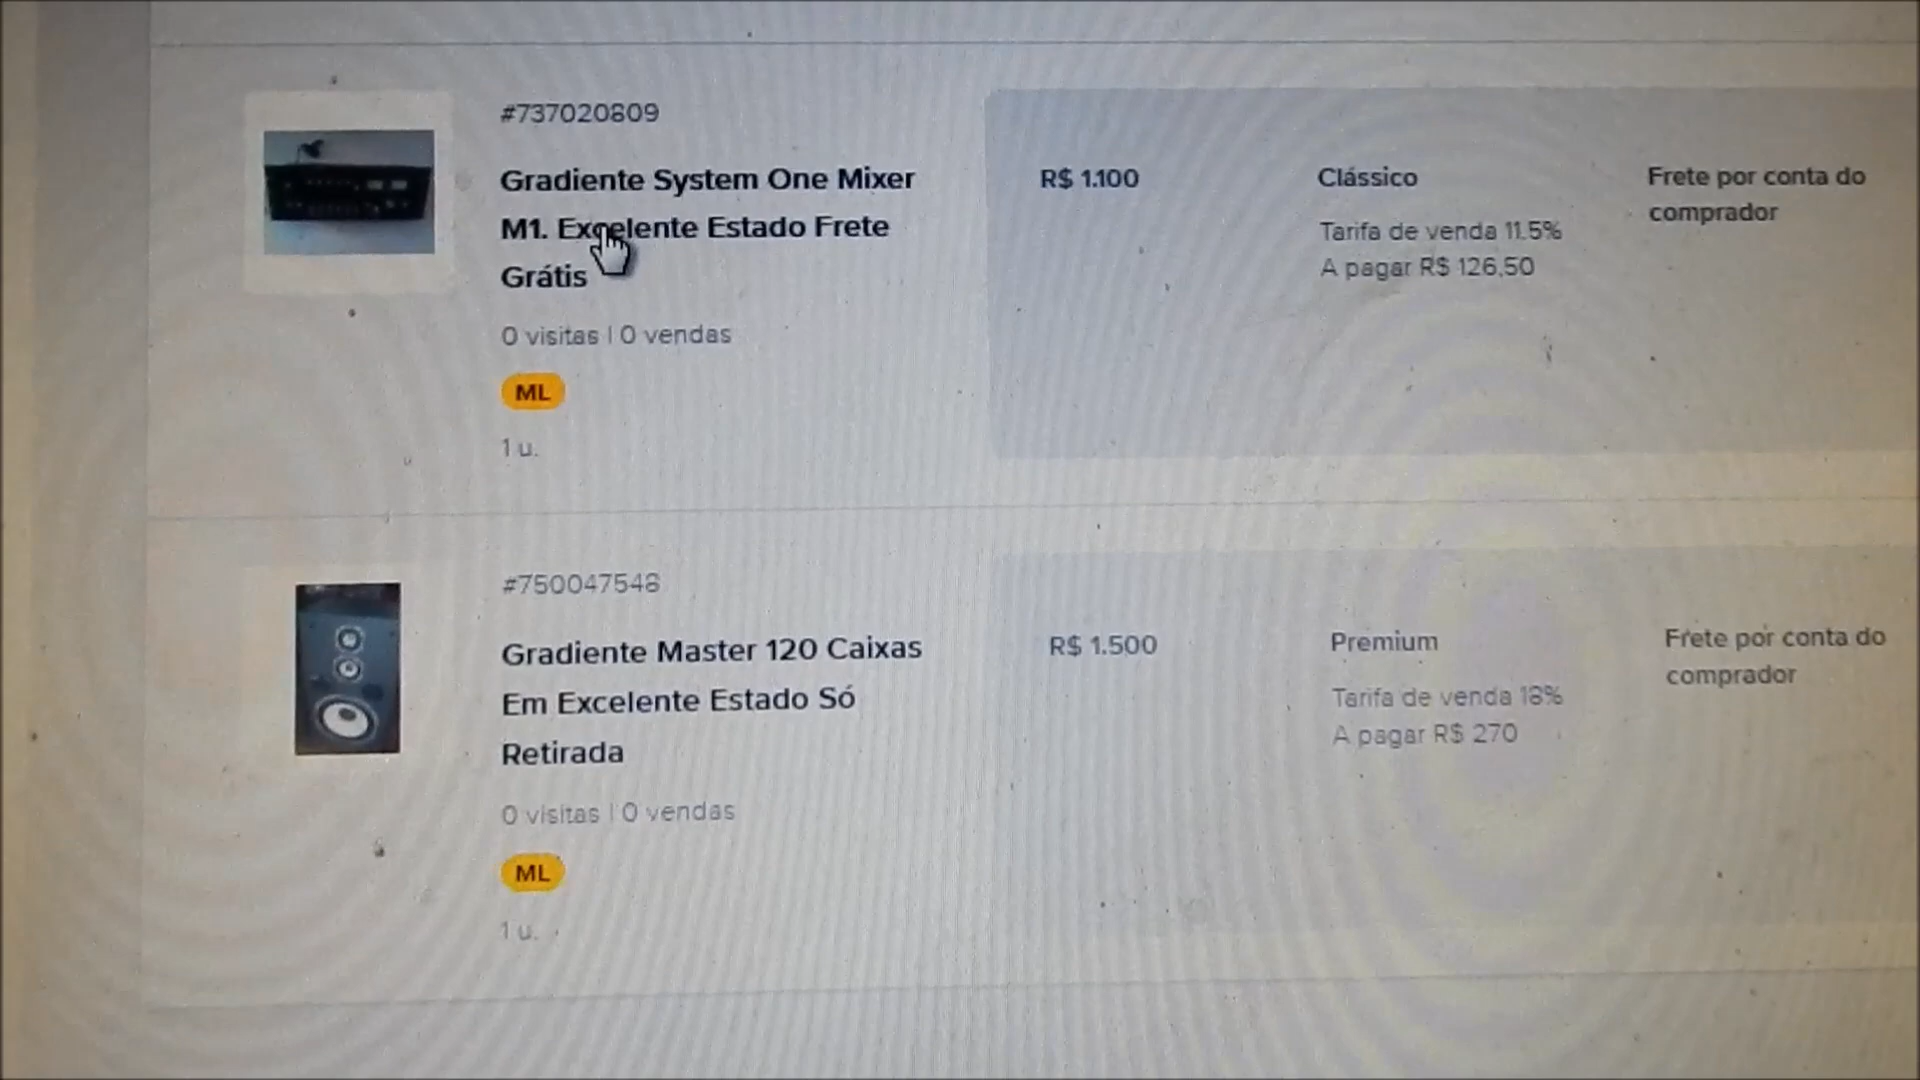 #737020809
Gradiente System One Mixer
M1. Excelente Estado Frete
Grátis
0 visitas | 0 vendas
ML
1 u.
R$ 1.100
Clássico
Tarifa de venda 11.5%
A pagar R$ 126,50
Frete por conta do
comprador
#750047548
Gradiente Master 120 Caixas
Em Excelente Estado Só
Retirada
0 visitas | 0 vendas
ML
1 u.
R$ 1.500
Premium
Tarifa de venda 18%
A pagar R$ 270
Frete por conta do
comprador